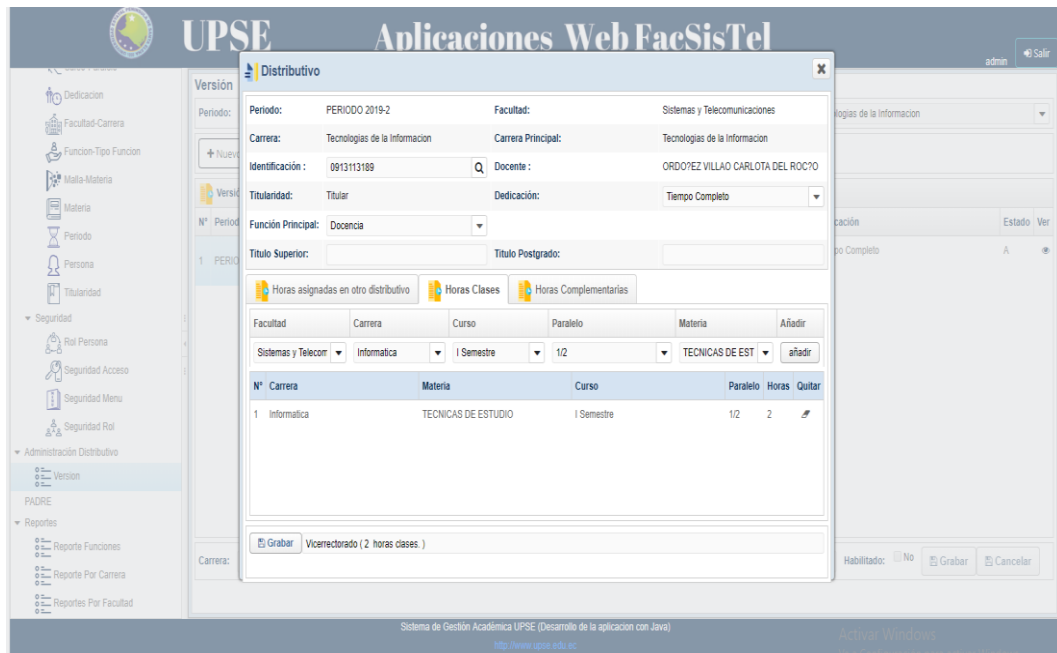 UPSE Aplicaciones Web FacSisTel
admin Salir
Dedicacion
Facultad-Carrera
Funcion-Tipo Funcion
Malla-Materia
Materia
Periodo
Persona
Titularidad
Seguridad
Rol Persona
Seguridad Acceso
Seguridad Menu
Seguridad Rol
Administración Distributivo
Version
PADRE
Reportes
Reporte Funciones
Reporte Por Carrera
Reportes Por Facultad
Versión
Periodo: logias de la Informacion
Nuevo
Versió
N° Period cación Estado Ver
1 PERIO po Completo A
Distributivo
Periodo: PERIODO 2019-2 Facultad: Sistemas y Telecomunicaciones
Carrera: Tecnologias de la Informacion Carrera Principal: Tecnologias de la Informacion
Identificación : 0913113189 Docente : ORDO?EZ VILLAO CARLOTA DEL ROC?O
Titularidad: Titular Dedicación: Tiempo Completo
Función Principal: Docencia
Titulo Superior: Titulo Postgrado:
Horas asignadas en otro distributivo Horas Clases Horas Complementarias
Facultad Carrera Curso Paralelo Materia Añadir
Sistemas y Telecom Informatica I Semestre 1/2 TECNICAS DE EST añadir
N° Carrera Materia Curso Paralelo Horas Quitar
1 Informatica TECNICAS DE ESTUDIO I Semestre 1/2 2
Grabar Vicerrectorado ( 2 horas clases. )
Carrera: Habilitado: No Grabar Cancelar
Sistema de Gestión Académica UPSE (Desarrollo de la aplicacion con Java)
http://www.upse.edu.ec
Activar Windows